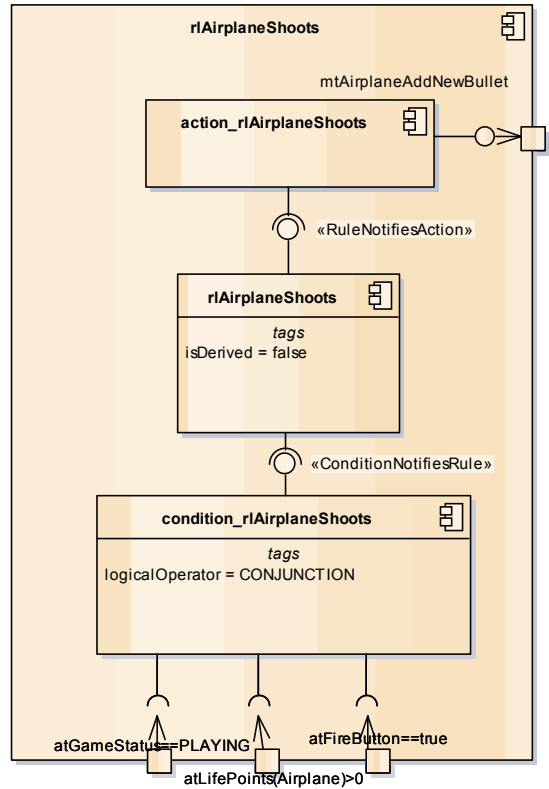 rlAirplaneShoots
mtAirplaneAddNewBullet
action_rlAirplaneShoots
«RuleNotifiesAction»
rlAirplaneShoots
tags
isDerived = false
«ConditionNotifiesRule»
condition_rlAirplaneShoots
tags
logicalOperator = CONJUNCTION
atFireButton==true
atGameStatus==PLAYING
atLifePoints(Airplane)>0